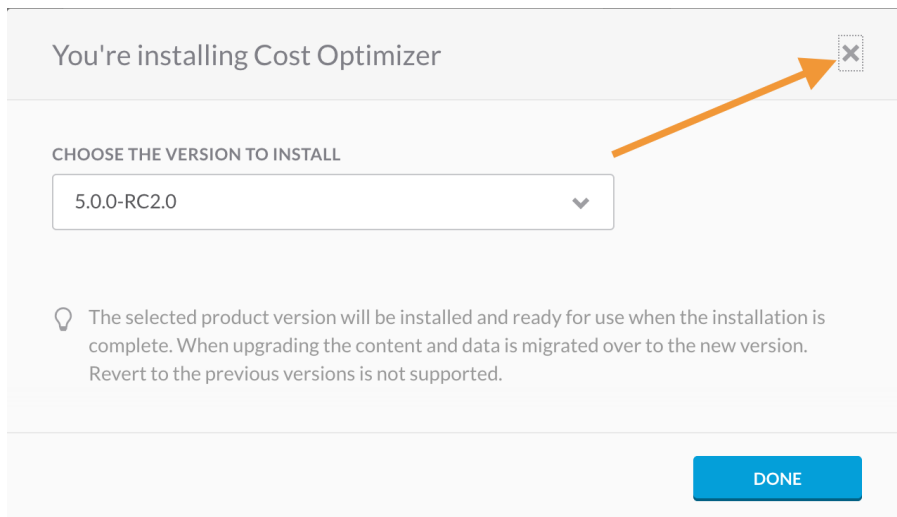 You're installing Cost Optimizer
CHOOSE THE VERSION TO INSTALL
5.0.0-RC2.0
The selected product version will be installed and ready for use when the installation is
complete. When upgrading the content and data is migrated over to the new version.
Revert to the previous versions is not supported.
DONE